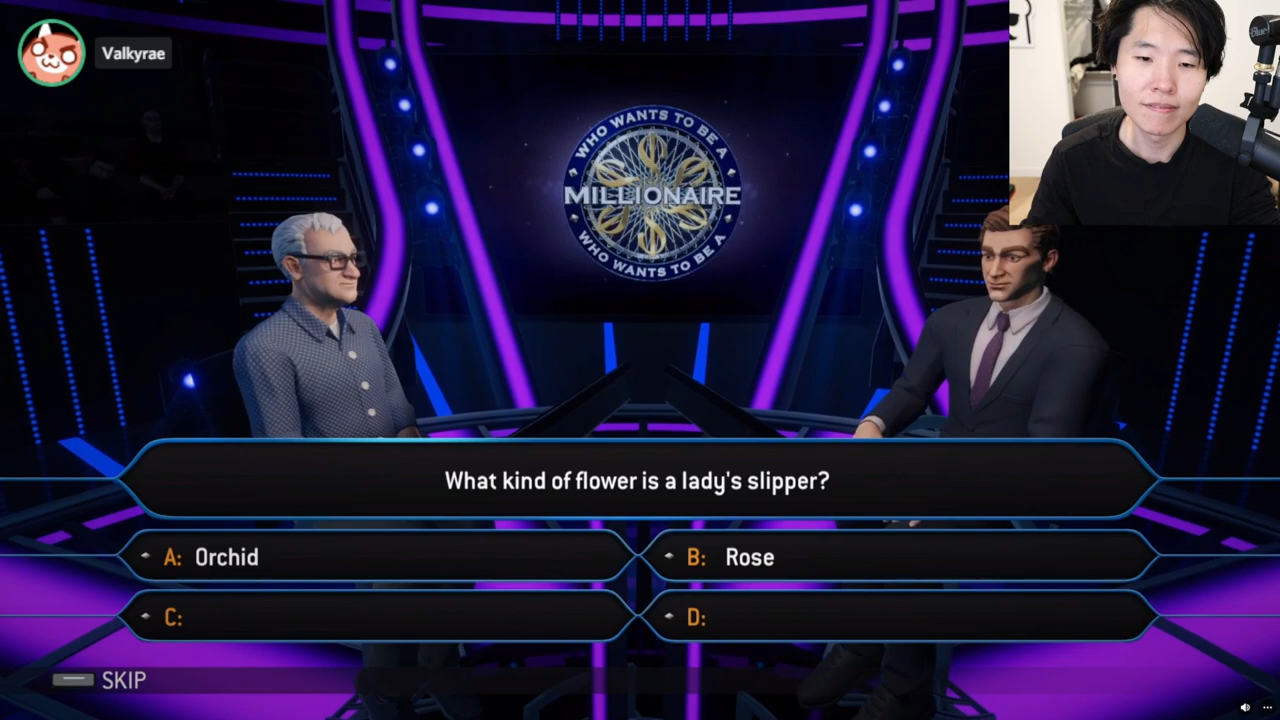 Valkyrae
WHO WANTS TO BE A
MILLIONAIRE
WHO WANTS TO BE A
What kind of flower is a lady's slipper?
A: Orchid
B: Rose
C:
D:
SKIP
Blue